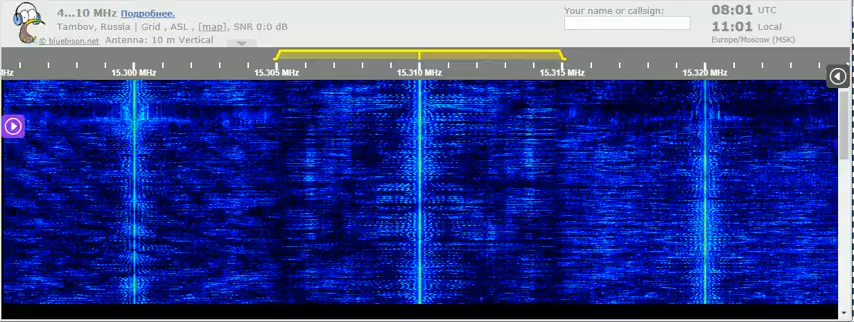 4...10 MHz Подробнее.
Tambov, Russia | Grid , ASL , [map], SNR 0:0 dB
© bluebison.net Antenna: 10 m Vertical
Your name or callsign:
08:01 UTC
11:01 Local
Europe/Moscow (MSK)
Hz 15.300 MHz 15.305 MHz 15.310 MHz 15.315 MHz 15.320 MHz